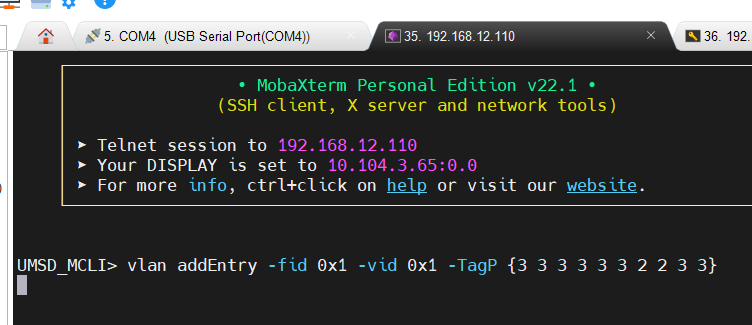 5. COM4 (USB Serial Port(COM4))
35. 192.168.12.110
36. 192.
• MobaXterm Personal Edition v22.1 •
(SSH client, X server and network tools)
➤ Telnet session to 192.168.12.110
➤ Your DISPLAY is set to 10.104.3.65:0.0
➤ For more info, ctrl+click on help or visit our website.
UMSD_MCLI> vlan addEntry -fid 0x1 -vid 0x1 -TagP {3 3 3 3 3 3 2 2 3 3}